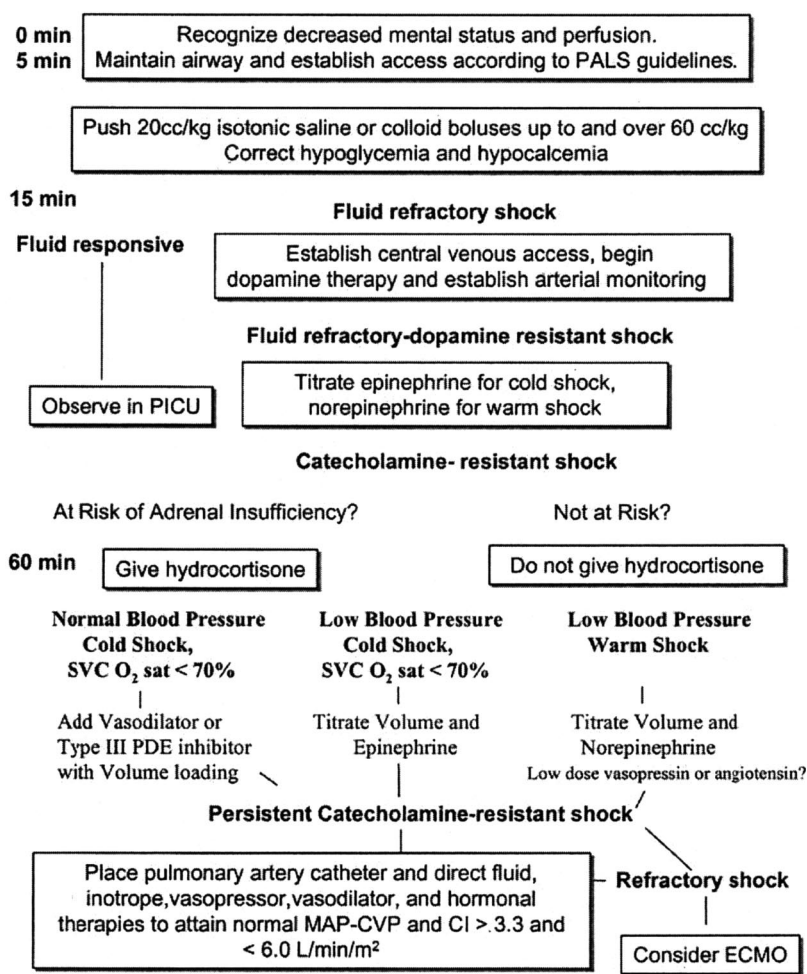 0 min
Recognize decreased mental status and perfusion.
5 min
Maintain airway and establish access according to PALS guidelines.
Push 20cc/kg isotonic saline or colloid boluses up to and over 60 cc/kg
Correct hypoglycemia and hypocalcemia
15 min
Fluid refractory shock
Fluid responsive
Establish central venous access, begin
dopamine therapy and establish arterial monitoring
Fluid refractory-dopamine resistant shock
Observe in PICU
Titrate epinephrine for cold shock,
norepinephrine for warm shock
Catecholamine- resistant shock
At Risk of Adrenal Insufficiency?
Not at Risk?
60 min
Give hydrocortisone
Do not give hydrocortisone
Normal Blood Pressure
Cold Shock,
SVC O₂ sat < 70%
Low Blood Pressure
Cold Shock,
SVC O₂ sat < 70%
Low Blood Pressure
Warm Shock
Add Vasodilator or
Type III PDE inhibitor
with Volume loading
Titrate Volume and
Epinephrine
Titrate Volume and
Norepinephrine
Low dose vasopressin or angiotensin?
Persistent Catecholamine-resistant shock
Place pulmonary artery catheter and direct fluid,
inotrope,vasopressor,vasodilator, and hormonal
therapies to attain normal MAP-CVP and CI > 3.3 and
< 6.0 L/min/m²
Refractory shock
Consider ECMO